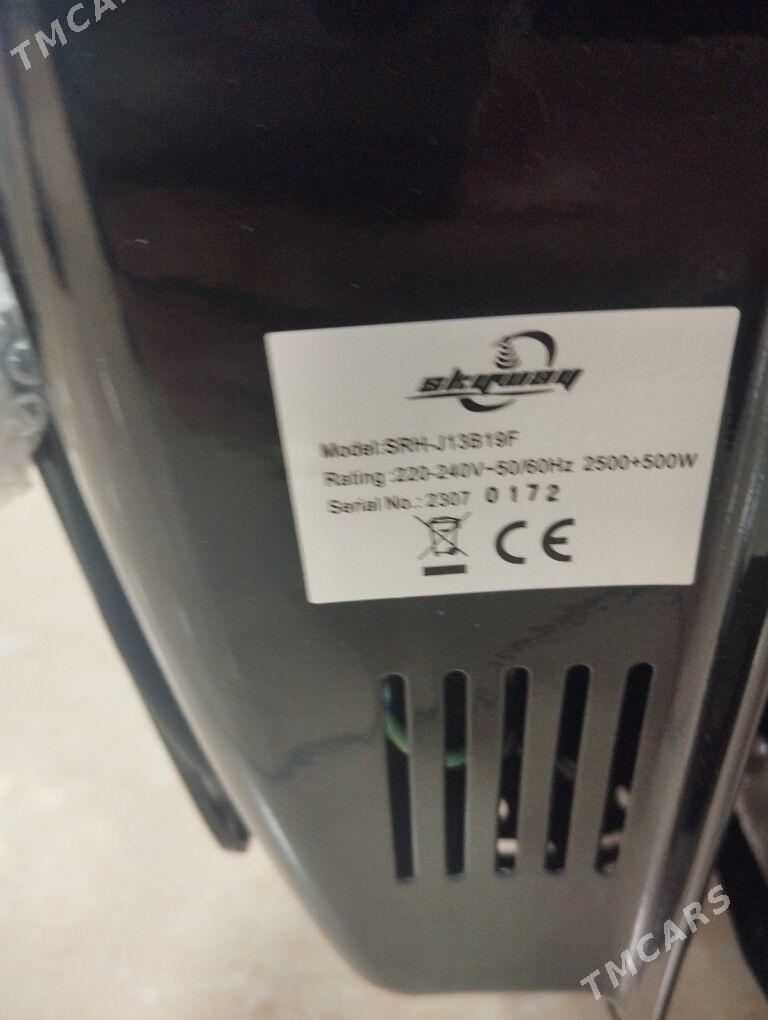 TMCARS
skyway
Model:SRH-J13B19F
Rating :220-240V~50/60Hz 2500+500W
Serial No.: 2307 0172
CE
TMCARS